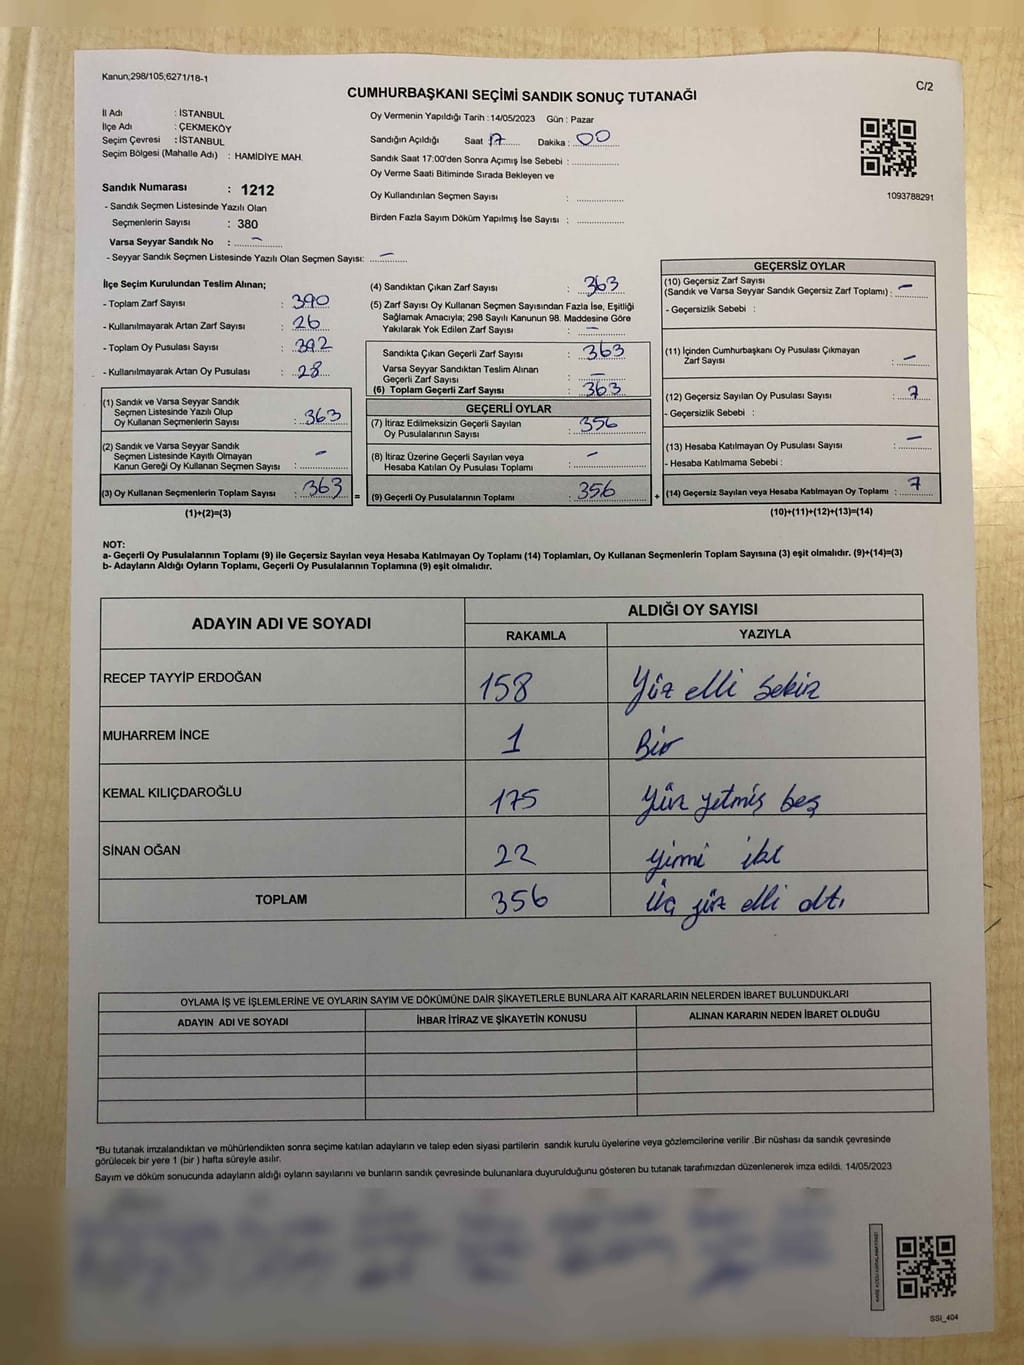 Kanun;298/105;6271/18-1
C/2
CUMHURBAŞKANI SEÇİMİ SANDIK SONUÇ TUTANAĞI
İl Adı : İSTANBUL
İlçe Adı : ÇEKMEKÖY
Seçim Çevresi : İSTANBUL
Seçim Bölgesi (Mahalle Adı) : HAMİDİYE MAH.
Sandık Numarası : 1212
- Sandık Seçmen Listesinde Yazılı Olan
Seçmenlerin Sayısı : 380
Varsa Seyyar Sandık No : –
- Seyyar Sandık Seçmen Listesinde Yazılı Olan Seçmen Sayısı: –
Oy Vermenin Yapıldığı Tarih :14/05/2023 Gün : Pazar
Sandığın Açıldığı Saat 17 Dakika : 00
Sandık Saat 17:00'den Sonra Açımış İse Sebebi :
Oy Verme Saati Bitiminde Sırada Bekleyen ve
Oy Kullandırılan Seçmen Sayısı :
Birden Fazla Sayım Döküm Yapılmış İse Sayısı :
1093788291
İlçe Seçim Kurulundan Teslim Alınan;
- Toplam Zarf Sayısı : 390
- Kullanılmayarak Artan Zarf Sayısı : 26
- Toplam Oy Pusulası Sayısı : 392
- Kullanılmayarak Artan Oy Pusulası : 28
(1) Sandık ve Varsa Seyyar Sandık
Seçmen Listesinde Yazılı Olup
Oy Kullanan Seçmenlerin Sayısı : 363
(2) Sandık ve Varsa Seyyar Sandık
Seçmen Listesinde Kayıtlı Olmayan
Kanun Gereği Oy Kullanan Seçmen Sayısı : –
(3) Oy Kullanan Seçmenlerin Toplam Sayısı : 363 =
(1)+(2)=(3)
(4) Sandıktan Çıkan Zarf Sayısı : 363
(5) Zarf Sayısı Oy Kullanan Seçmen Sayısından Fazla İse, Eşitliği
Sağlamak Amacıyla; 298 Sayılı Kanunun 98. Maddesine Göre
Yakılarak Yok Edilen Zarf Sayısı : –
Sandıkta Çıkan Geçerli Zarf Sayısı : 363
Varsa Seyyar Sandıktan Teslim Alınan
Geçerli Zarf Sayısı : –
(6) Toplam Geçerli Zarf Sayısı : 363
GEÇERLİ OYLAR
(7) İtiraz Edilmeksizin Geçerli Sayılan
Oy Pusulalarının Sayısı : 356
(8) İtiraz Üzerine Geçerli Sayılan veya
Hesaba Katılan Oy Pusulası Toplamı : –
(9) Geçerli Oy Pusulalarının Toplamı : 356 +
GEÇERSİZ OYLAR
(10) Geçersiz Zarf Sayısı
(Sandık ve Varsa Seyyar Sandık Geçersiz Zarf Toplamı) : –
- Geçersizlik Sebebi :
(11) İçinden Cumhurbaşkanı Oy Pusulası Çıkmayan
Zarf Sayısı : –
(12) Geçersiz Sayılan Oy Pusulası Sayısı : 7
- Geçersizlik Sebebi :
(13) Hesaba Katılmayan Oy Pusulası Sayısı : –
- Hesaba Katılmama Sebebi :
(14) Geçersiz Sayılan veya Hesaba Katılmayan Oy Toplamı : 7
(10)+(11)+(12)+(13)=(14)
NOT:
a- Geçerli Oy Pusulalarının Toplamı (9) ile Geçersiz Sayılan veya Hesaba Katılmayan Oy Toplamı (14) Toplamları, Oy Kullanan Seçmenlerin Toplam Sayısına (3) eşit olmalıdır. (9)+(14)=(3)
b- Adayların Aldığı Oyların Toplamı, Geçerli Oy Pusulalarının Toplamına (9) eşit olmalıdır.
ADAYIN ADI VE SOYADI ALDIĞI OY SAYISI
RAKAMLA YAZIYLA
RECEP TAYYİP ERDOĞAN 158 Yüz elli sekiz
MUHARREM İNCE 1 Bir
KEMAL KILIÇDAROĞLU 175 Yüz yetmiş beş
SİNAN OĞAN 22 yirmi iki
TOPLAM 356 Üç yüz elli altı
OYLAMA İŞ VE İŞLEMLERİNE VE OYLARIN SAYIM VE DÖKÜMÜNE DAİR ŞİKAYETLERLE BUNLARA AİT KARARLARIN NELERDEN İBARET BULUNDUKLARI
ADAYIN ADI VE SOYADI İHBAR İTİRAZ VE ŞİKAYETİN KONUSU ALINAN KARARIN NEDEN İBARET OLDUĞU
*Bu tutanak imzalandıktan ve mühürlendikten sonra seçime katılan adayların ve talep eden siyasi partilerin sandık kurulu üyelerine veya gözlemcilerine verilir .Bir nüshası da sandık çevresinde
görülecek bir yere 1 (bir ) hafta süreyle asılır.
Sayım ve döküm sonucunda adayların aldığı oyların sayılarını ve bunların sandık çevresinde bulunanlara duyurulduğunu gösteren bu tutanak tarafımızdan düzenlenerek imza edildi. 14/05/2023
SSI_404